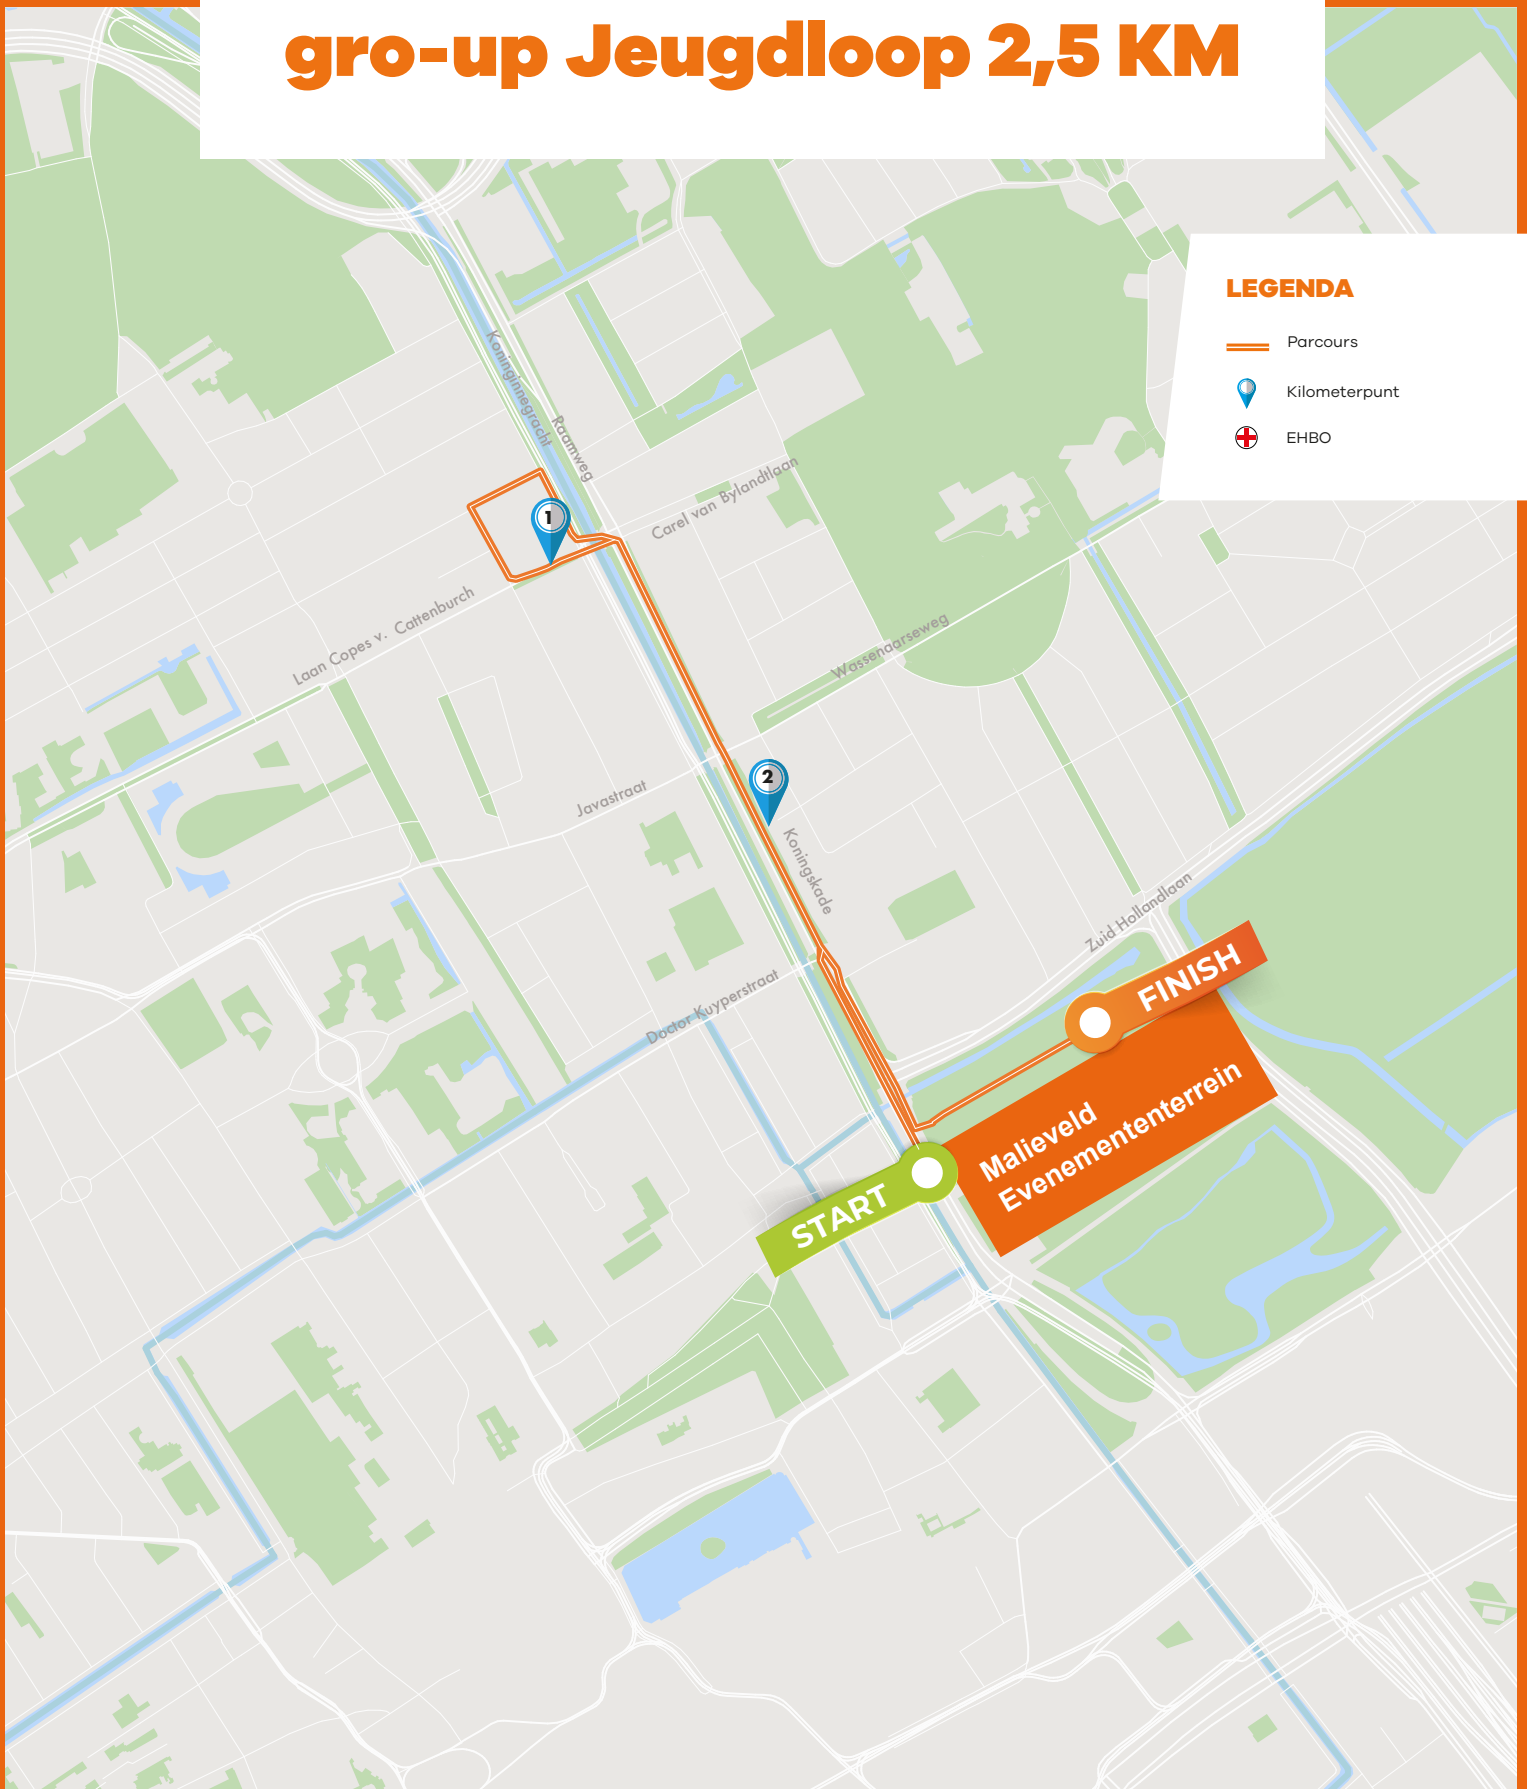 gro-up Jeugdloop 2,5 KM
LEGENDA
Parcours
Kilometerpunt
EHBO
Koninginnegracht
Raamweg
Carel van Bylandtlaan
1
Laan Copes v. Cattenburch
Wassenaarseweg
Javastraat
2
Koningskade
Zuid Hollandlaan
Doctor Kuyperstraat
FINISH
Malieveld
Evenemententerrein
START